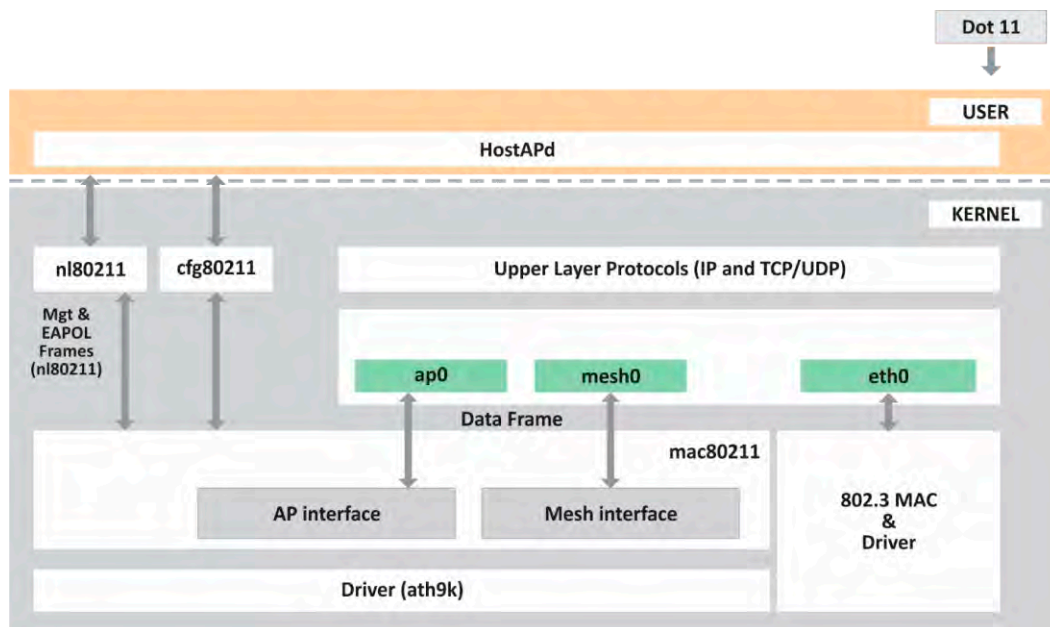 Dot 11
USER
HostAPd
KERNEL
nl80211
cfg80211
Upper Layer Protocols (IP and TCP/UDP)
Mgt &
EAPOL
Frames
(nl80211)
ap0
mesh0
eth0
Data Frame
mac80211
AP interface
Mesh interface
802.3 MAC
&
Driver
Driver (ath9k)